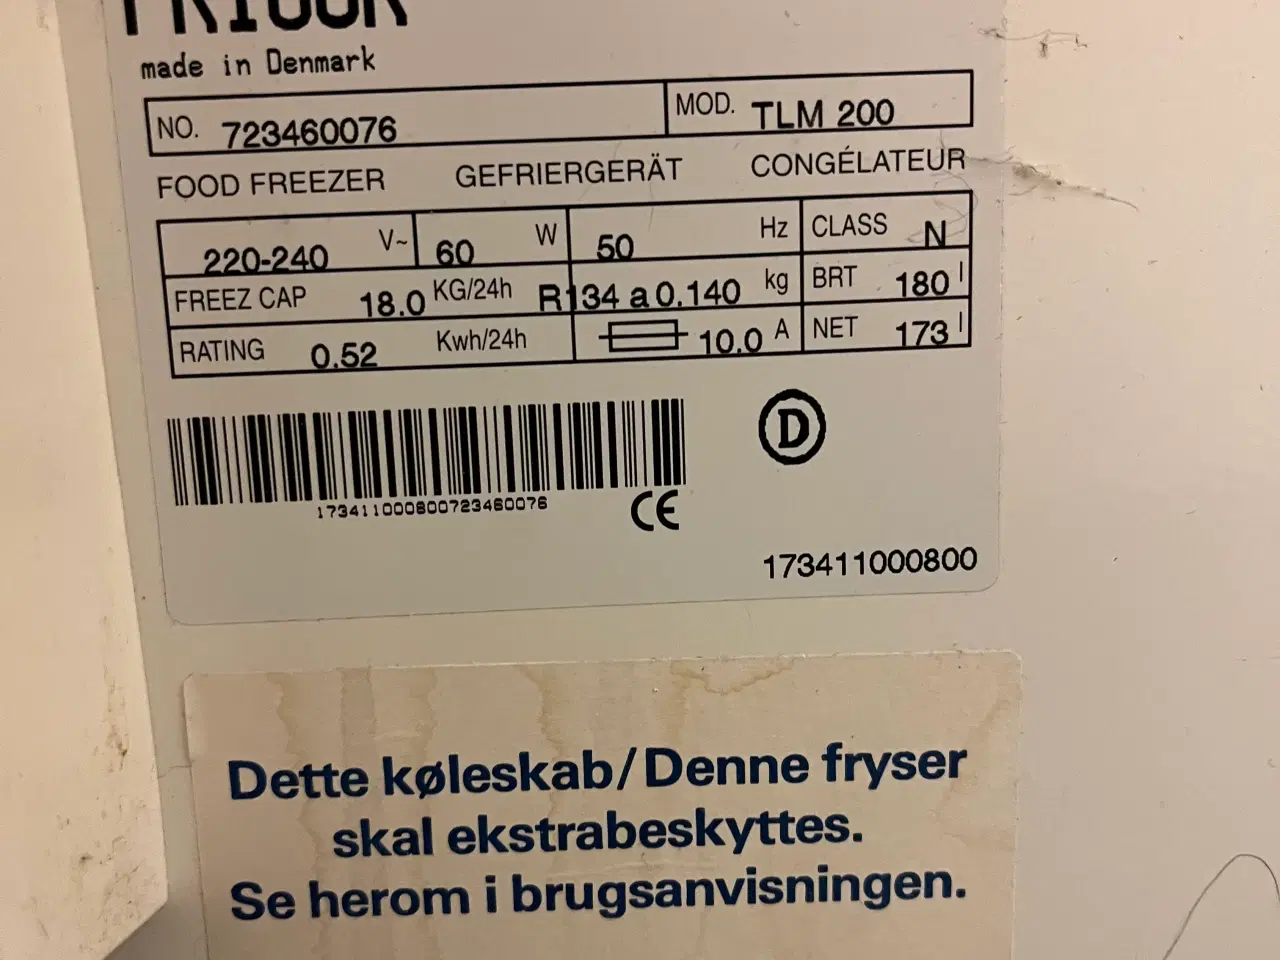 made in Denmark
NO. 723460076 MOD. TLM 200
FOOD FREEZER GEFRIERGERÄT CONGÉLATEUR
220-240 V~ 60 W 50 Hz CLASS N
FREEZ CAP 18.0 KG/24h R134 a 0.140 kg BRT 180 l
RATING 0.52 Kwh/24h 10.0 A NET 173 l
D
173411000800723460076
CE
173411000800
Dette køleskab/Denne fryser
skal ekstrabeskyttes.
Se herom i brugsanvisningen.